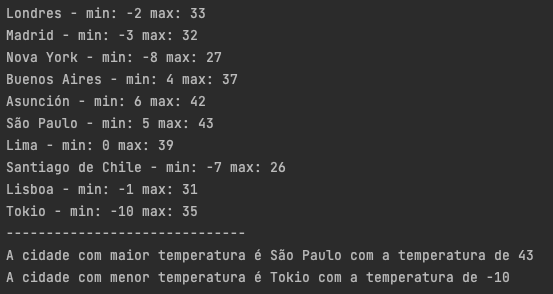 Londres - min: -2 max: 33
Madrid - min: -3 max: 32
Nova York - min: -8 max: 27
Buenos Aires - min: 4 max: 37
Asunción - min: 6 max: 42
São Paulo - min: 5 max: 43
Lima - min: 0 max: 39
Santiago de Chile - min: -7 max: 26
Lisboa - min: -1 max: 31
Tokio - min: -10 max: 35
------------------------------
A cidade com maior temperatura é São Paulo com a temperatura de 43
A cidade com menor temperatura é Tokio com a temperatura de -10